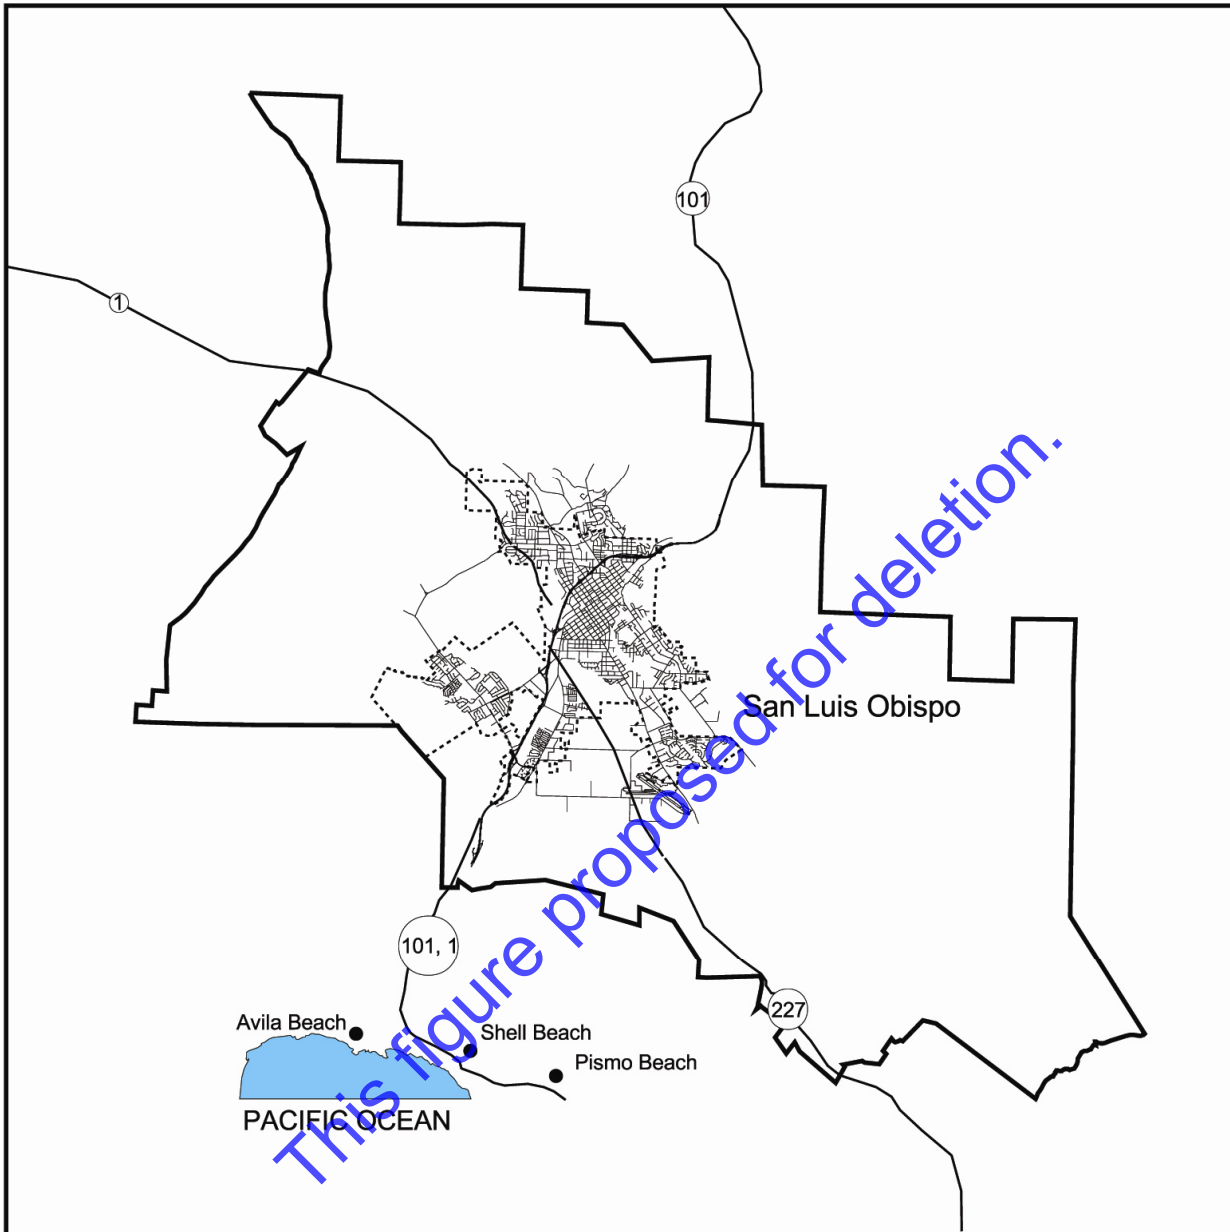 101
1
San Luis Obispo
101, 1
227
Avila Beach
Shell Beach
Pismo Beach
PACIFIC OCEAN
This figure proposed for deletion.